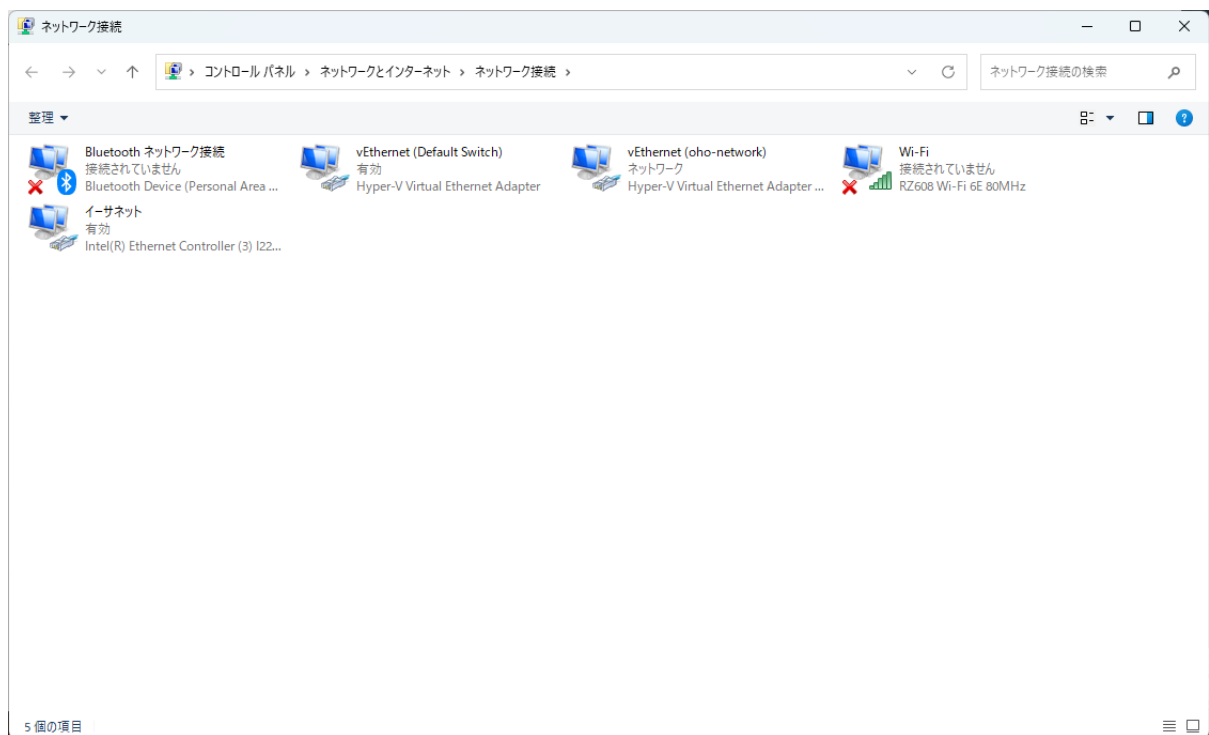 ネットワーク接続
コントロール パネル › ネットワークとインターネット › ネットワーク接続 ›
ネットワーク接続の検索
整理
Bluetooth ネットワーク接続
接続されていません
Bluetooth Device (Personal Area ...
vEthernet (Default Switch)
有効
Hyper-V Virtual Ethernet Adapter
vEthernet (oho-network)
ネットワーク
Hyper-V Virtual Ethernet Adapter ...
Wi-Fi
接続されていません
RZ608 Wi-Fi 6E 80MHz
イーサネット
有効
Intel(R) Ethernet Controller (3) I22...
5 個の項目